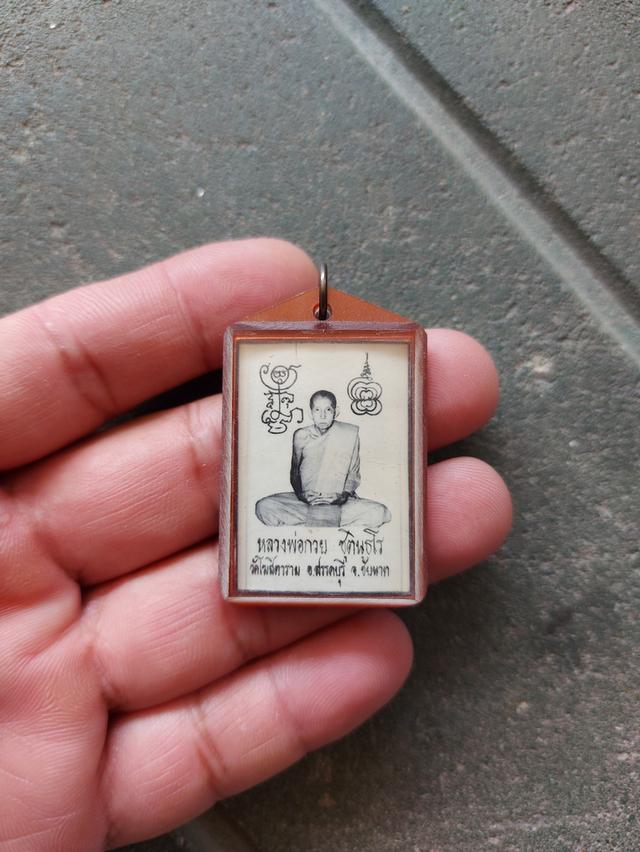 หลวงพ่อกวย ชุตินฺธโร
วัดโฆสิตาราม อ.สรรคบุรี จ.ชัยนาท